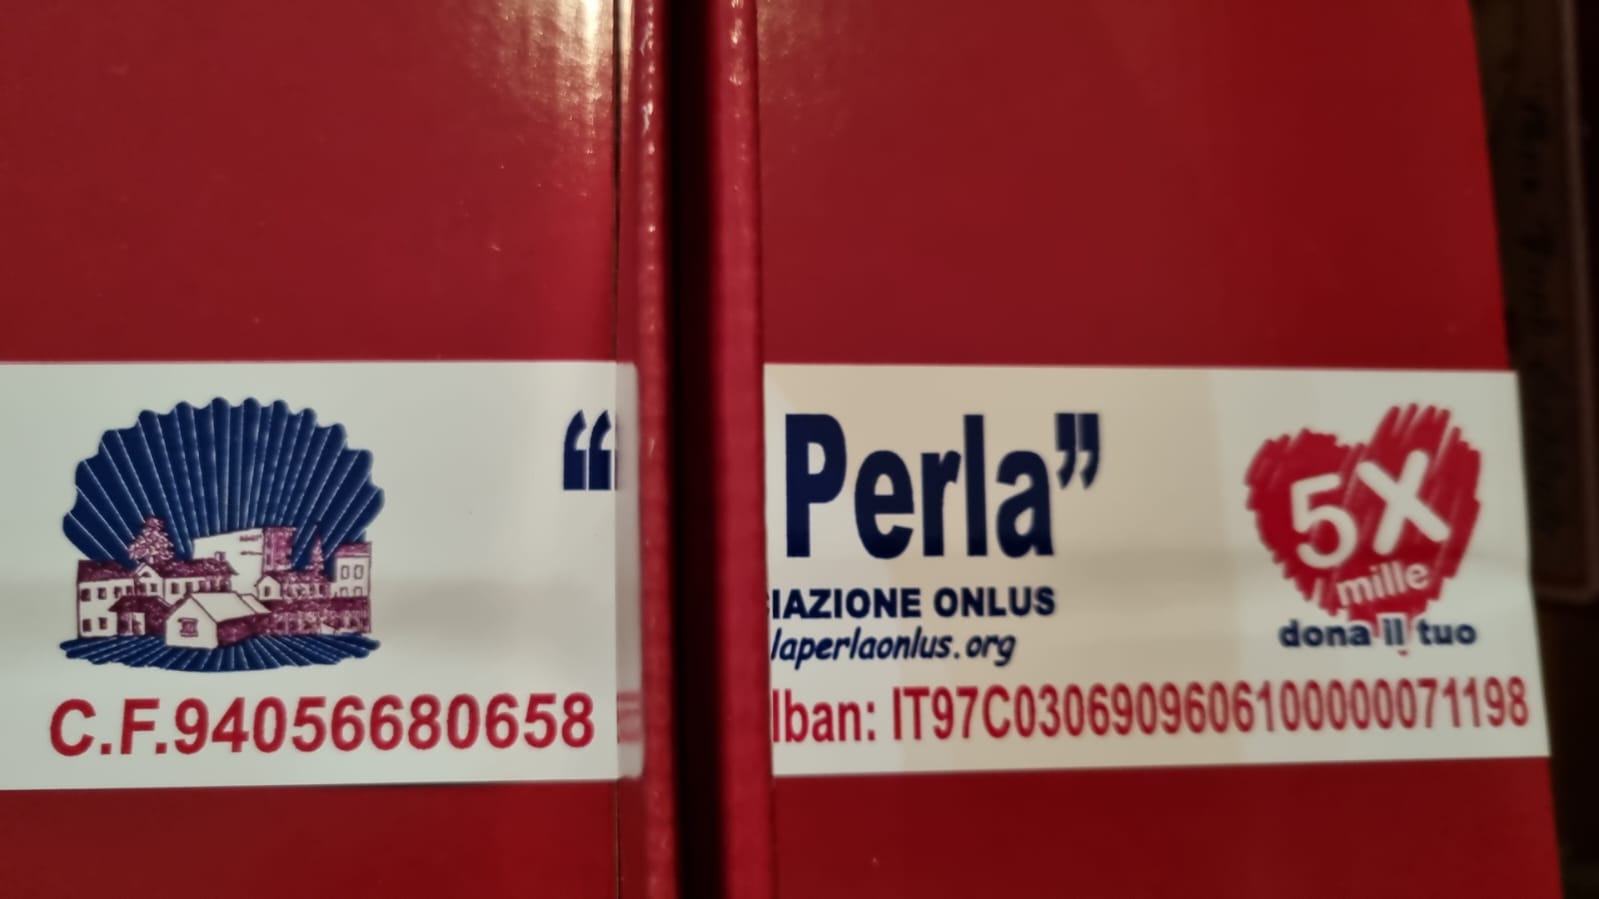 “
Perla”
IAZIONE ONLUS
laperlaonlus.org
C.F.94056680658
Iban: IT97C0306909606100000071198
5X
mille
dona il tuo